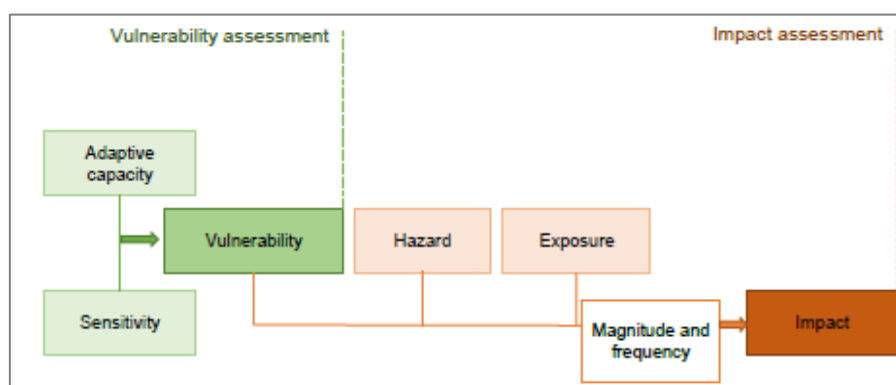 Vulnerability assessment
Impact assessment
Adaptive
capacity
Vulnerability
Hazard
Exposure
Sensitivity
Magnitude and
frequency
Impact